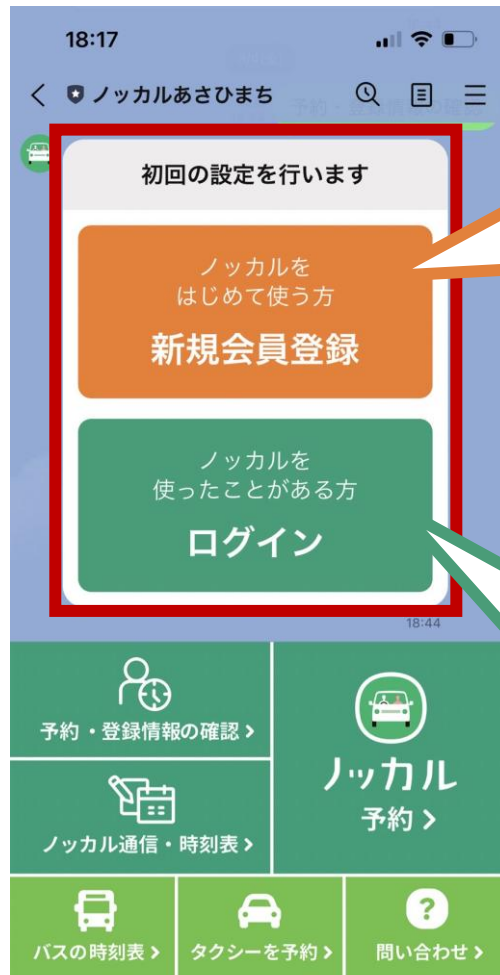 18:17
ノッカルあさひまち
初回の設定を行います
ノッカルを
はじめて使う方
新規会員登録
ノッカルを
使ったことがある方
ログイン
18:44
予約・登録情報の確認 >
ノッカル
予約 >
ノッカル通信・時刻表 >
バスの時刻表 >
タクシーを予約 >
?
問い合わせ >